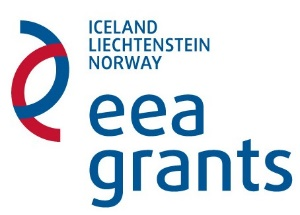 ICELAND
LIECHTENSTEIN
NORWAY
eea
grants